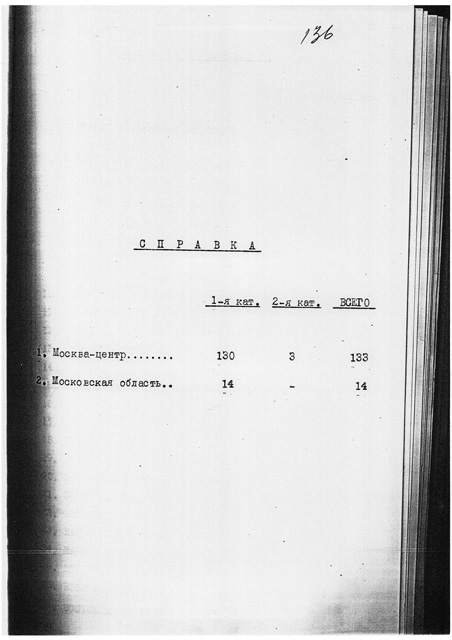 136
С П Р А В К А
1-я кат. 2-я кат. ВСЕГО
1. Москва-центр........ 130 3 133
2. Московская область.. 14 - 14